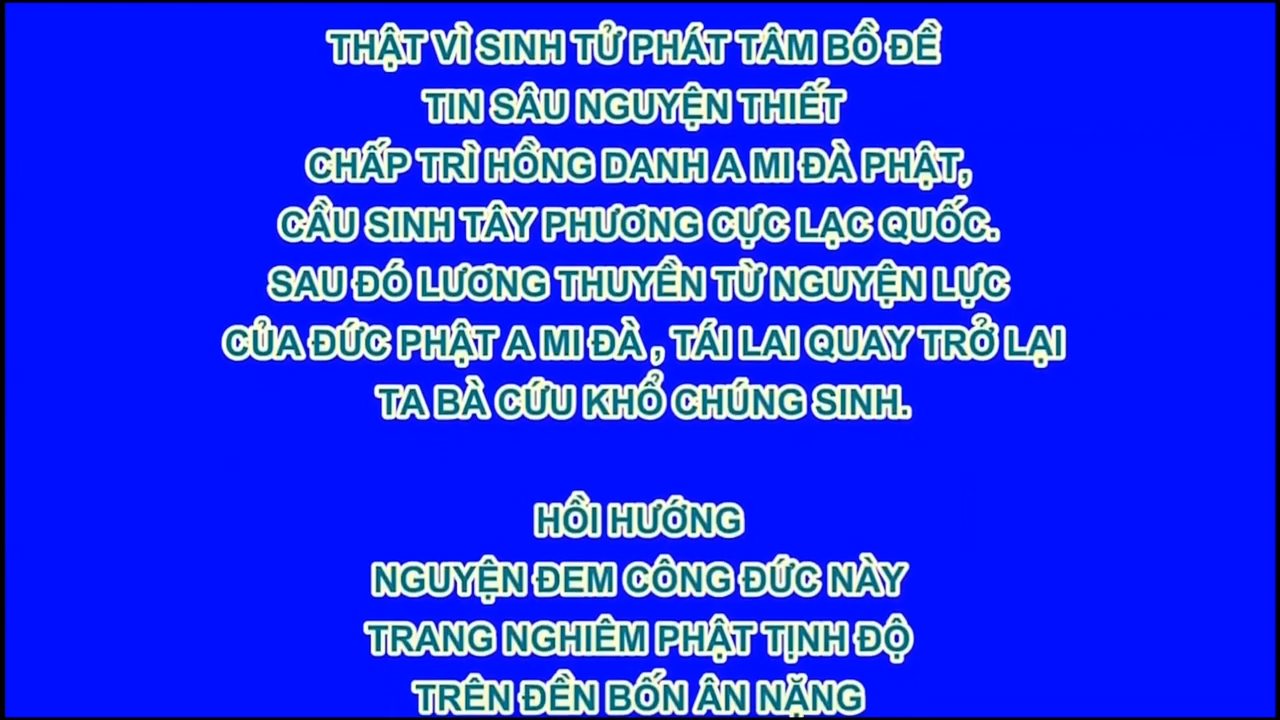 THẬT VÌ SINH TỬ PHÁT TÂM BỒ ĐỀ
TIN SÂU NGUYỆN THIẾT
CHẤP TRÌ HỒNG DANH A MI ĐÀ PHẬT,
CẦU SINH TÂY PHƯƠNG CỰC LẠC QUỐC.
SAU ĐÓ LƯƠNG THUYỀN TỪ NGUYỆN LỰC
CỦA ĐỨC PHẬT A MI ĐÀ , TÁI LAI QUAY TRỞ LẠI
TA BÀ CỨU KHỔ CHÚNG SINH.
HỒI HƯỚNG
NGUYỆN ĐEM CÔNG ĐỨC NÀY
TRANG NGHIÊM PHẬT TỊNH ĐỘ
TRÊN ĐỀN BỐN ÂN NẶNG